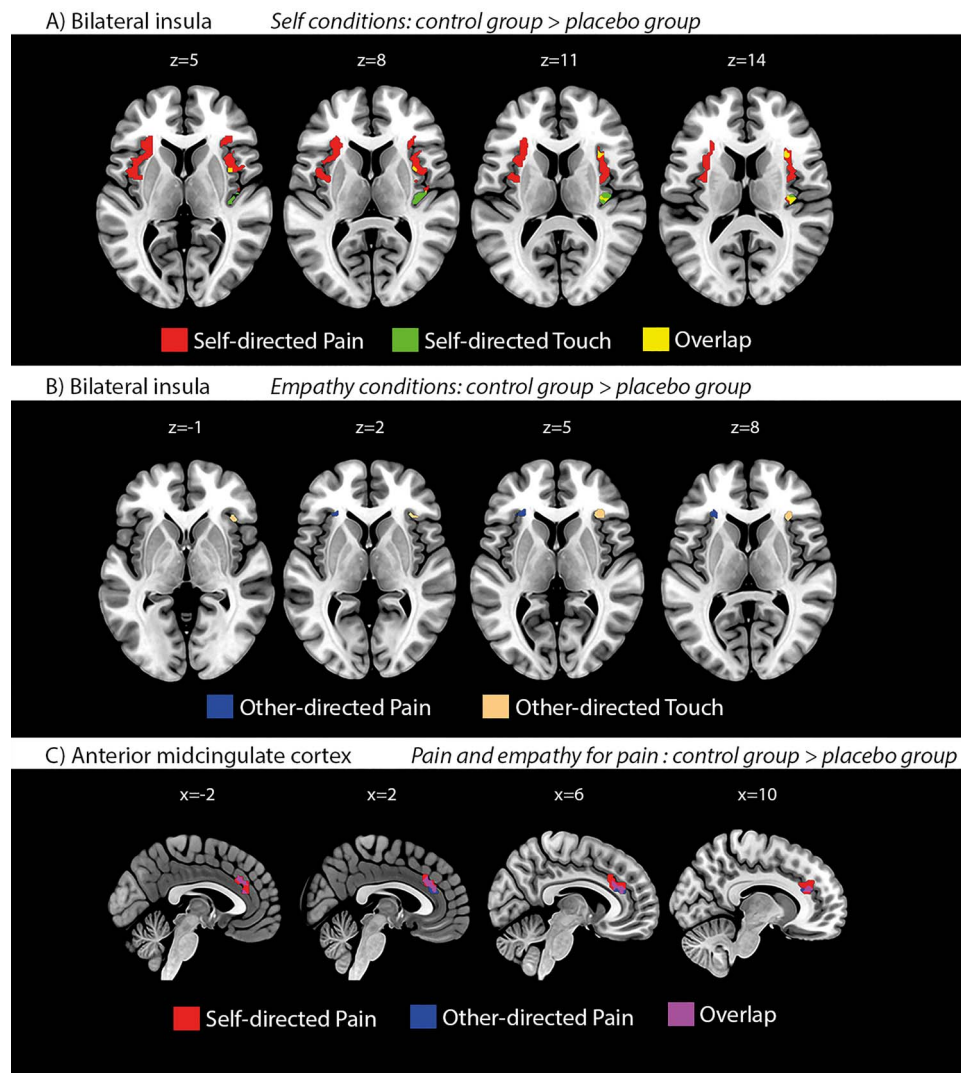 A) Bilateral insula Self conditions: control group > placebo group
z=5 z=8 z=11 z=14
Self-directed Pain Self-directed Touch Overlap
B) Bilateral insula Empathy conditions: control group > placebo group
z=-1 z=2 z=5 z=8
Other-directed Pain Other-directed Touch
C) Anterior midcingulate cortex Pain and empathy for pain : control group > placebo group
x=-2 x=2 x=6 x=10
Self-directed Pain Other-directed Pain Overlap